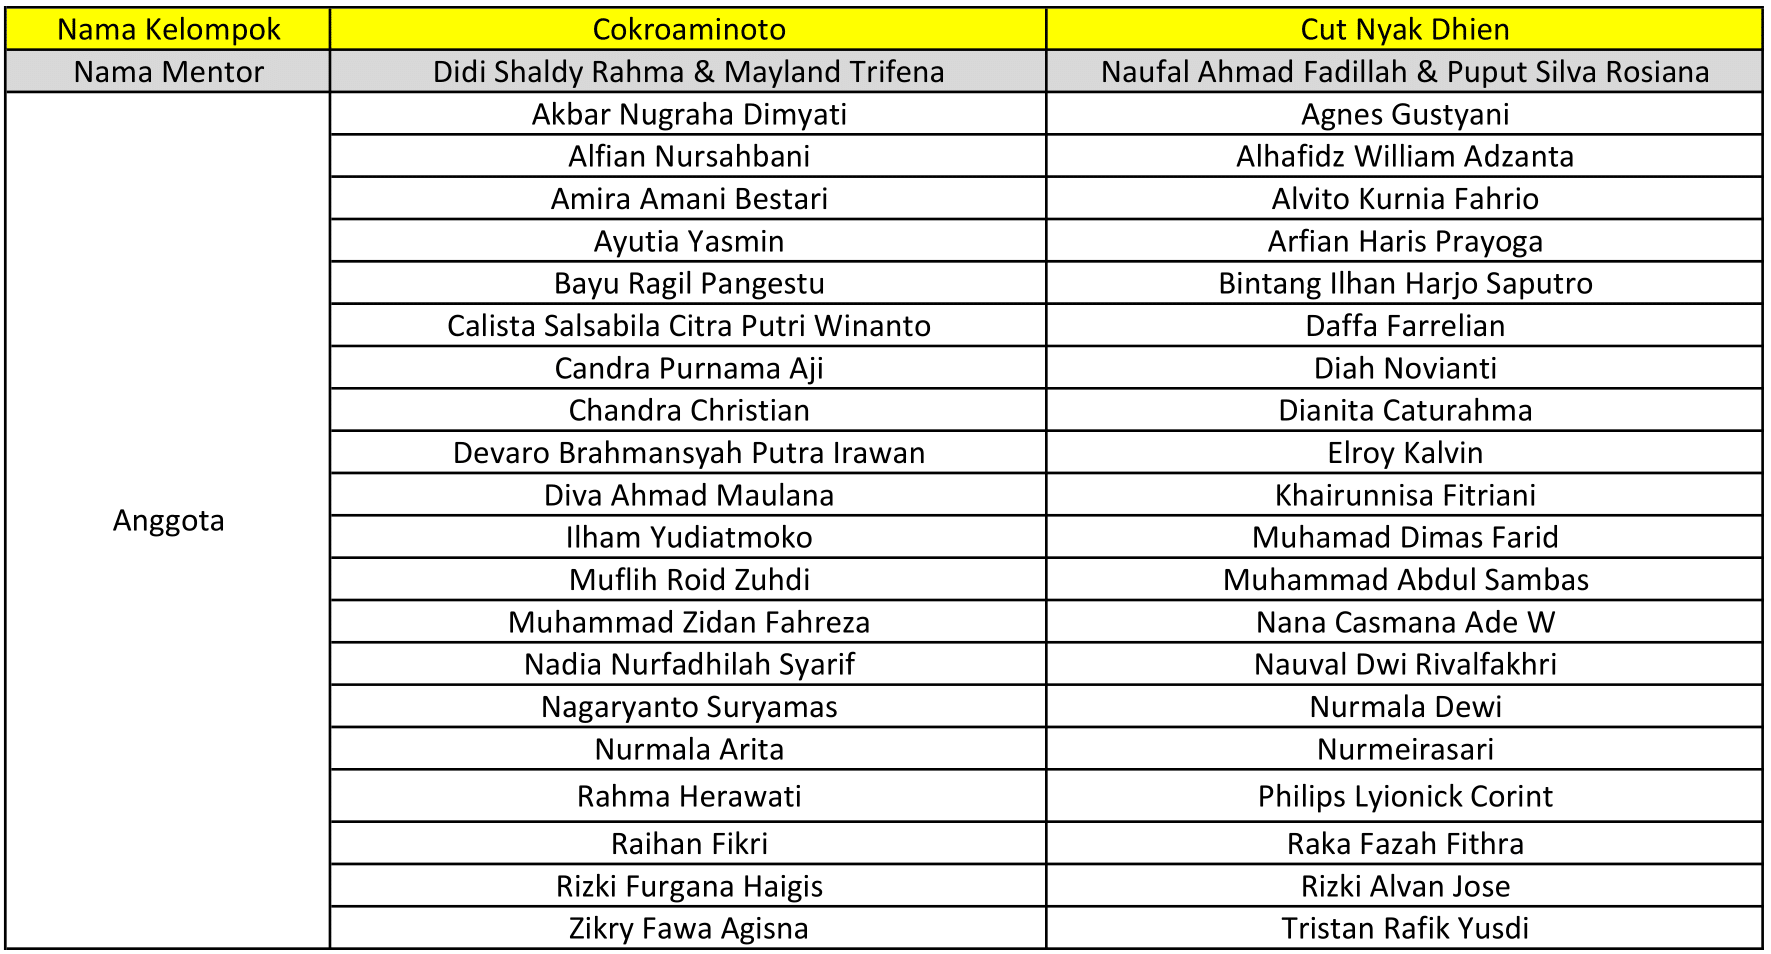 Nama Kelompok Cokroaminoto Cut Nyak Dhien
Nama Mentor Didi Shaldy Rahma & Mayland Trifena Naufal Ahmad Fadillah & Puput Silva Rosiana
Akbar Nugraha Dimyati Agnes Gustyani
Alfian Nursahbani Alhafidz William Adzanta
Amira Amani Bestari Alvito Kurnia Fahrio
Ayutia Yasmin Arfian Haris Prayoga
Bayu Ragil Pangestu Bintang Ilhan Harjo Saputro
Calista Salsabila Citra Putri Winanto Daffa Farrelian
Candra Purnama Aji Diah Novianti
Chandra Christian Dianita Caturahma
Devaro Brahmansyah Putra Irawan Elroy Kalvin
Diva Ahmad Maulana Khairunnisa Fitriani
Anggota
Ilham Yudiatmoko Muhamad Dimas Farid
Muflih Roid Zuhdi Muhammad Abdul Sambas
Muhammad Zidan Fahreza Nana Casmana Ade W
Nadia Nurfadhilah Syarif Nauval Dwi Rivalfakhri
Nagaryanto Suryamas Nurmala Dewi
Nurmala Arita Nurmeirasari
Rahma Herawati Philips Lyionick Corint
Raihan Fikri Raka Fazah Fithra
Rizki Furgana Haigis Rizki Alvan Jose
Zikry Fawa Agisna Tristan Rafik Yusdi